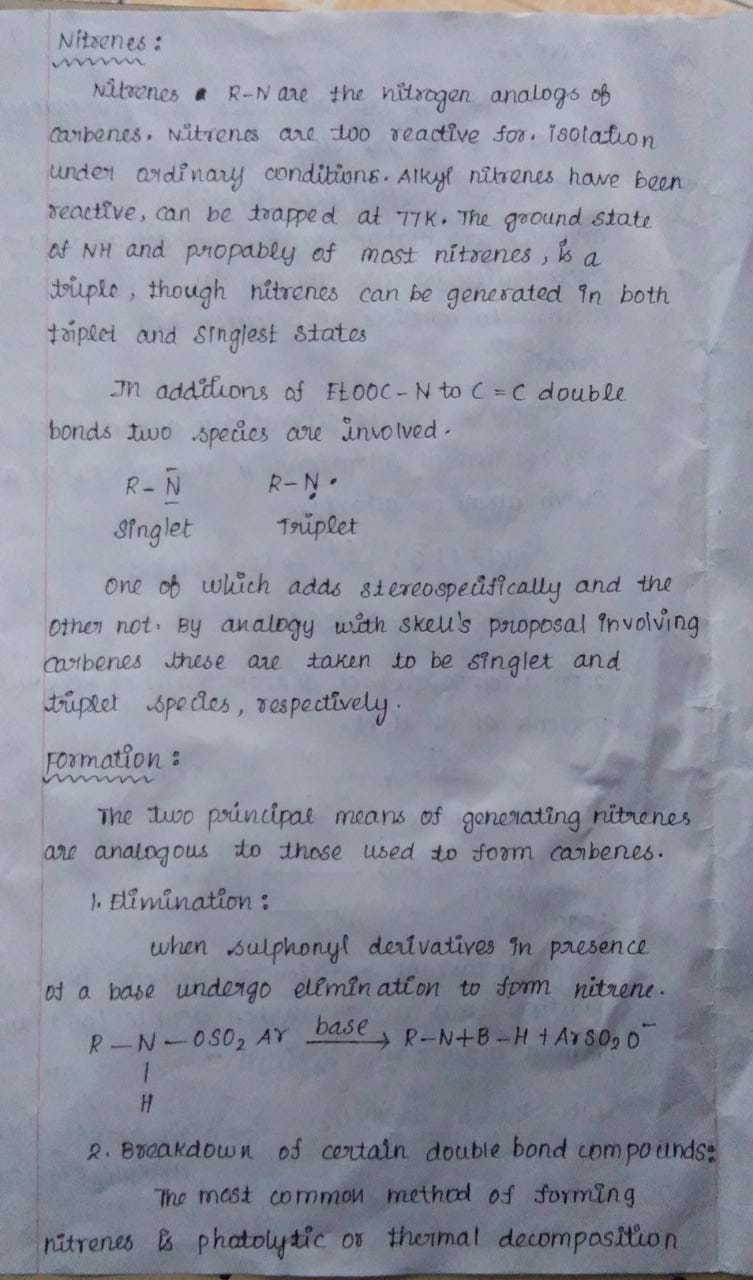 Nitrenes :
Nitrenes R-N are the nitrogen analogs of
carbenes. Nitrenes are too reactive for. isolation
under ordinary conditions. Alkyl nitrenes have been
reactive, can be trapped at 77K. The ground state
of NH and propably of most nitrenes, is a
triple, though nitrenes can be generated in both
triplet and singlest states
In additions of EtOOC-N to C=C double
bonds two species are involved.
R-N̲̅ R-N:
Singlet Triplet
One of which adds stereospecifically and the
other not. By analogy with skell's proposal involving
carbenes these are taken to be singlet and
triplet species, respectively.
Formation :
The two principal means of generating nitrenes
are analogous to those used to form carbenes.
1. Elimination :
when sulphonyl derivatives in presence
of a base undergo elimination to form nitrene.
R-N-OSO₂ Ar base→ R-N+B-H+ArSO₂O⁻
|
H
2. Breakdown of certain double bond compounds:
The most common method of forming
nitrenes is photolytic or thermal decomposition